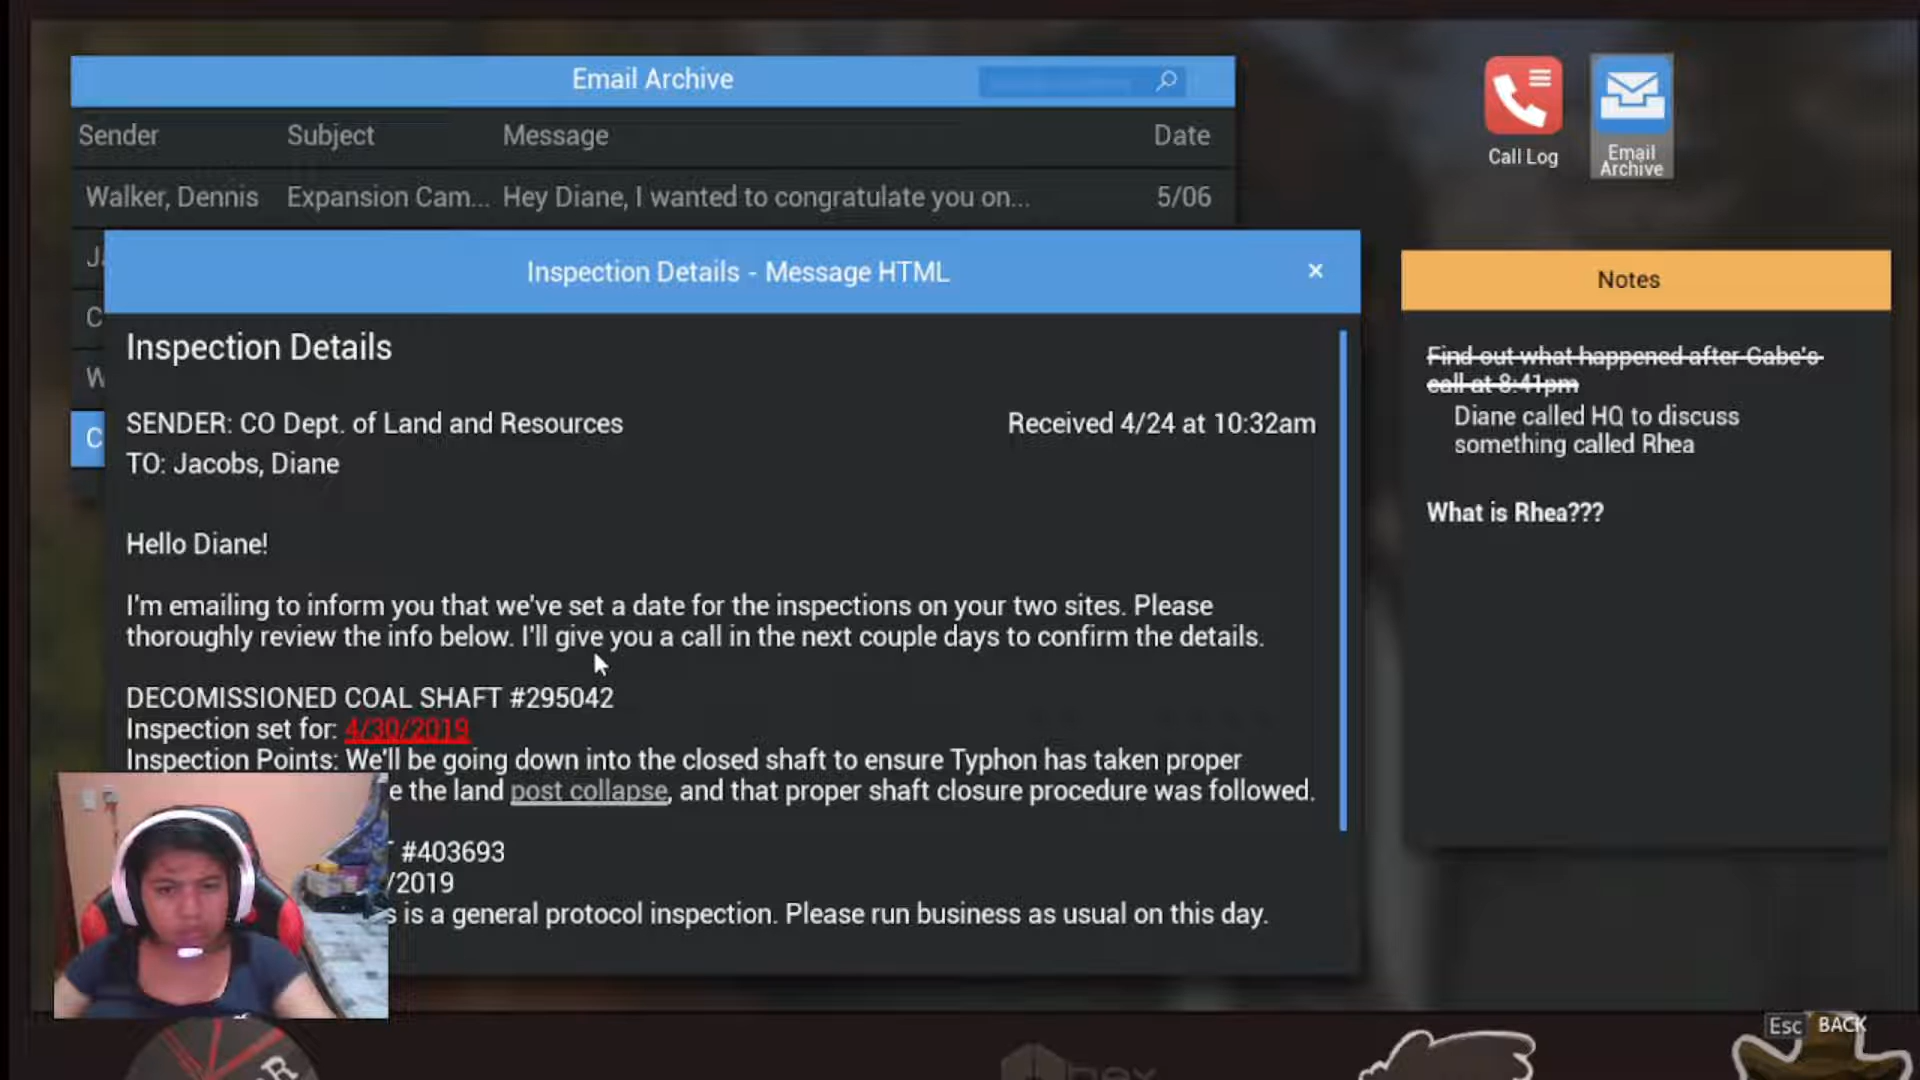 Email Archive
Call Log
Email
Archive
Sender Subject Message Date
Walker, Dennis Expansion Cam... Hey Diane, I wanted to congratulate you on... 5/06
C
W
C
Inspection Details - Message HTML
Inspection Details
SENDER: CO Dept. of Land and Resources Received 4/24 at 10:32am
TO: Jacobs, Diane
Hello Diane!
I'm emailing to inform you that we've set a date for the inspections on your two sites. Please
thoroughly review the info below. I'll give you a call in the next couple days to confirm the details.
DECOMISSIONED COAL SHAFT #295042
Inspection set for: 4/30/2019
Inspection Points: We'll be going down into the closed shaft to ensure Typhon has taken proper
e the land post collapse, and that proper shaft closure procedure was followed.
#403693
/2019
s is a general protocol inspection. Please run business as usual on this day.
Notes
Find out what happened after Gabe's
call at 8:41pm
Diane called HQ to discuss
something called Rhea
What is Rhea???
Esc BACK